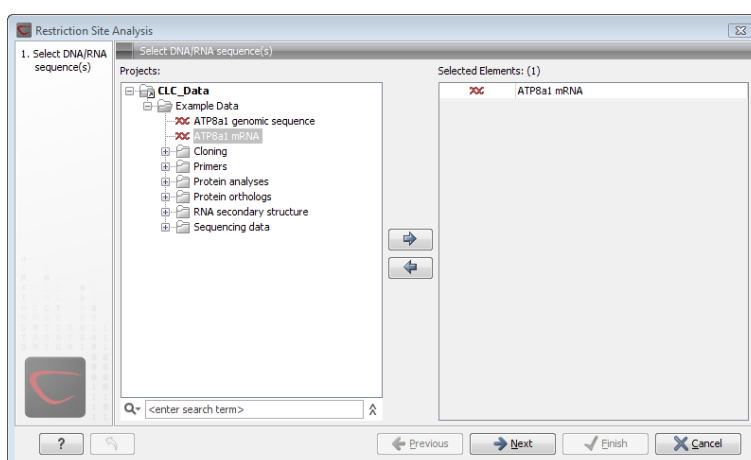 Restriction Site Analysis
1. Select DNA/RNA
sequence(s)
Select DNA/RNA sequence(s)
Projects:
CLC_Data
Example Data
ATP8a1 genomic sequence
ATP8a1 mRNA
Cloning
Primers
Protein analyses
Protein orthologs
RNA secondary structure
Sequencing data
<enter search term>
Selected Elements: (1)
ATP8a1 mRNA
?
Previous
Next
Finish
Cancel